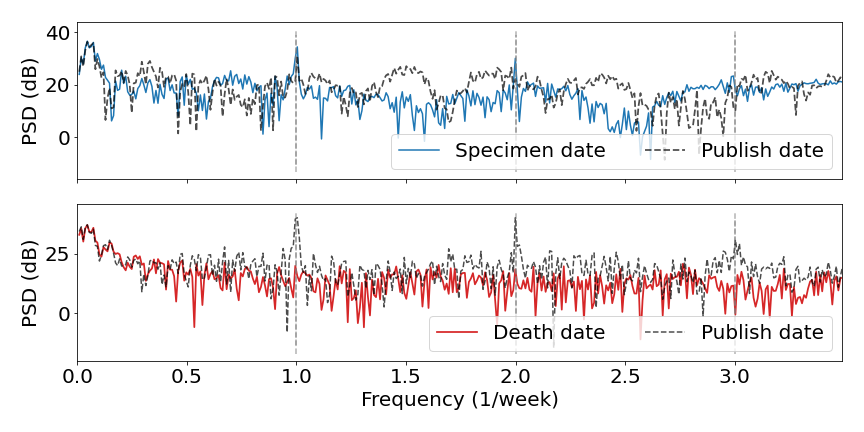 40
20
0
PSD (dB)
Specimen date
Publish date
25
0
PSD (dB)
Death date
Publish date
0.0 0.5 1.0 1.5 2.0 2.5 3.0
Frequency (1/week)